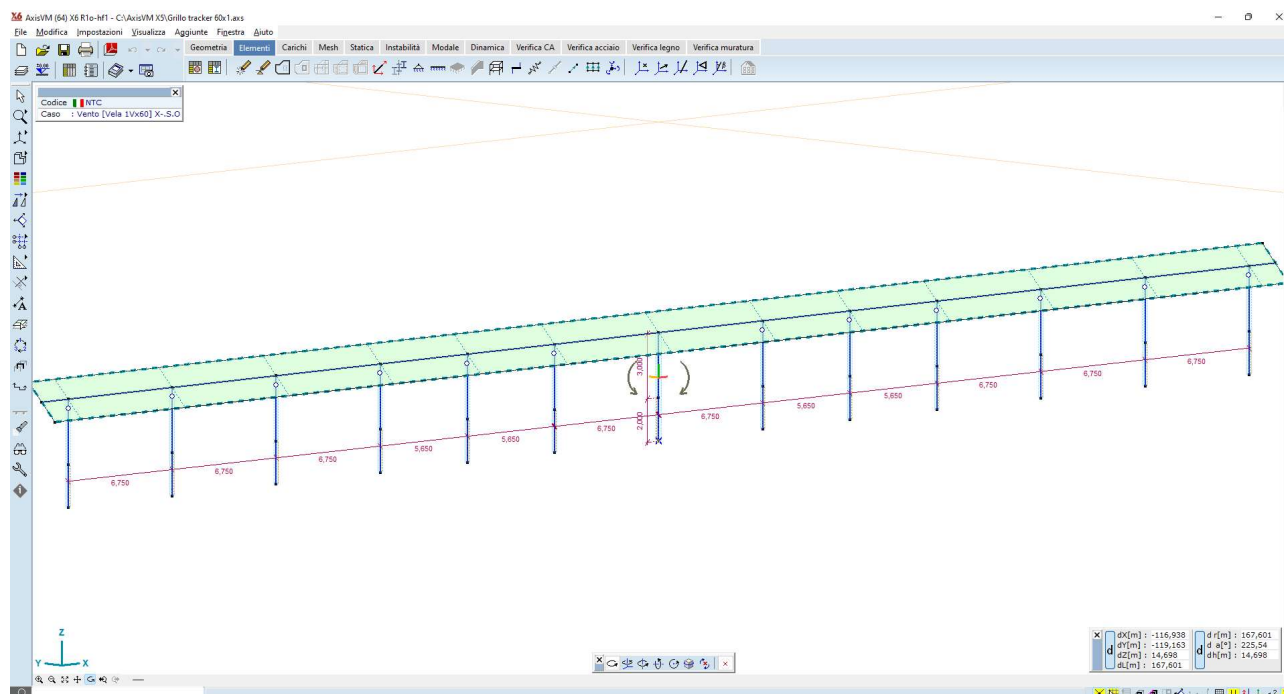 X6 AxisVM (64) X6 R1o-hf1 - C:\AxisVM X5\Grillo tracker 60x1.axs
File Modifica Impostazioni Visualizza Aggiunte Finestra Aiuto
Geometria Elementi Carichi Mesh Statica Instabilità Modale Dinamica Verifica CA Verifica acciaio Verifica legno Verifica muratura
Codice NTC
Caso : Vento [Vela 1Vx60] X-.S.O
3,000
2,000
6,750
6,750
6,750
5,650
5,650
6,750
6,750
5,650
5,650
6,750
6,750
6,750
Z
Y X
d
dX[m] : -116,938
dY[m] : -119,163
dZ[m] : 14,698
dL[m] : 167,601
d
d r[m] : 167,601
d a[°] : 225,54
dh[m] : 14,698